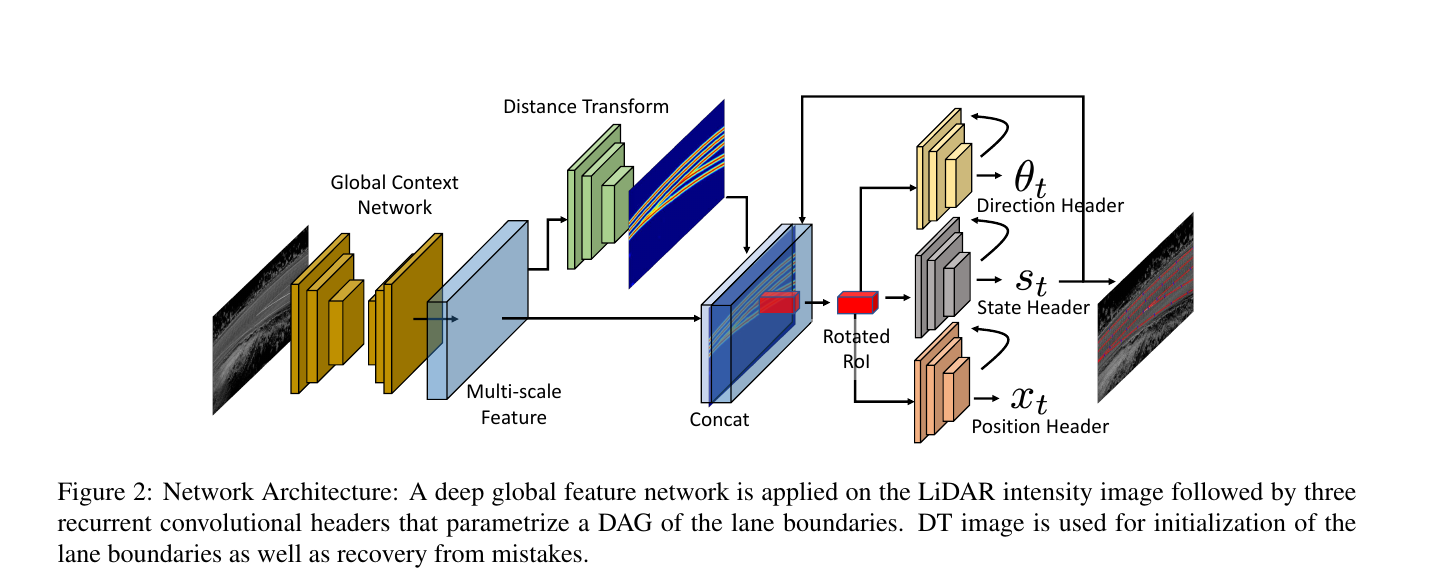 Distance Transform
Global Context
Network
Multi-scale
Feature
Concat
Rotated
RoI
θt
Direction Header
st
State Header
xt
Position Header
Figure 2: Network Architecture: A deep global feature network is applied on the LiDAR intensity image followed by three
recurrent convolutional headers that parametrize a DAG of the lane boundaries. DT image is used for initialization of the
lane boundaries as well as recovery from mistakes.